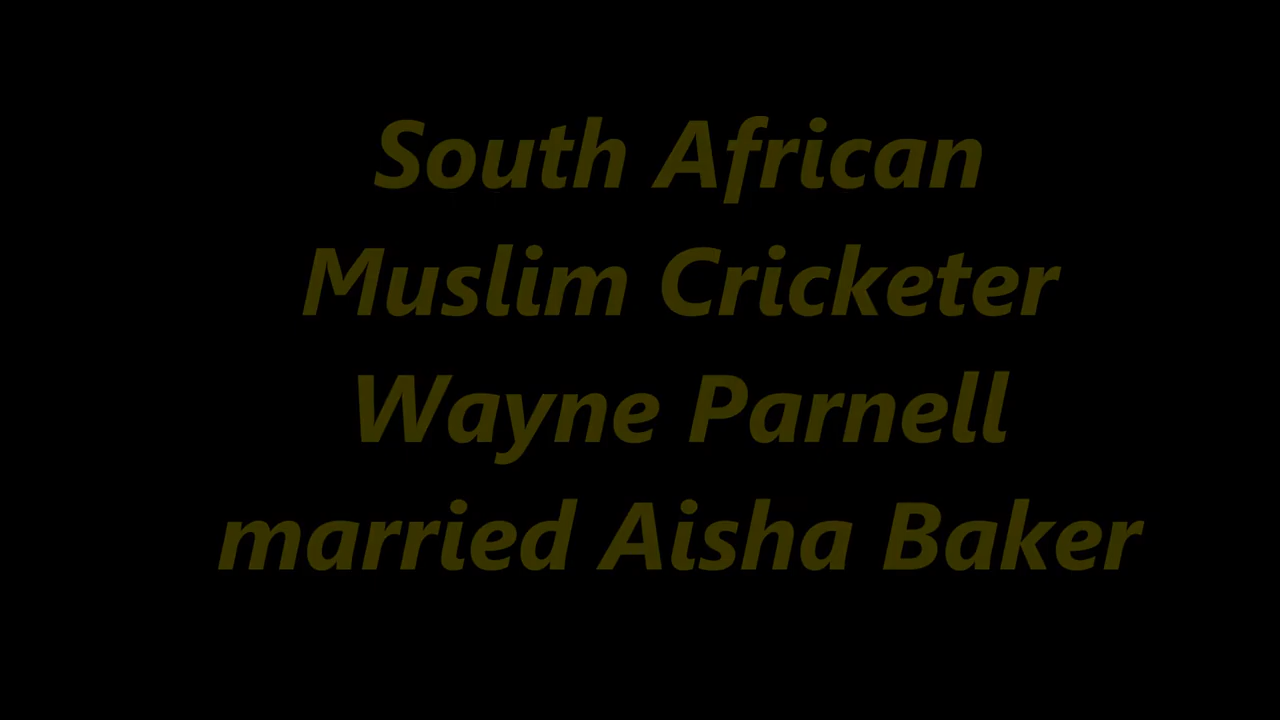 South African
Muslim Cricketer
Wayne Parnell
married Aisha Baker